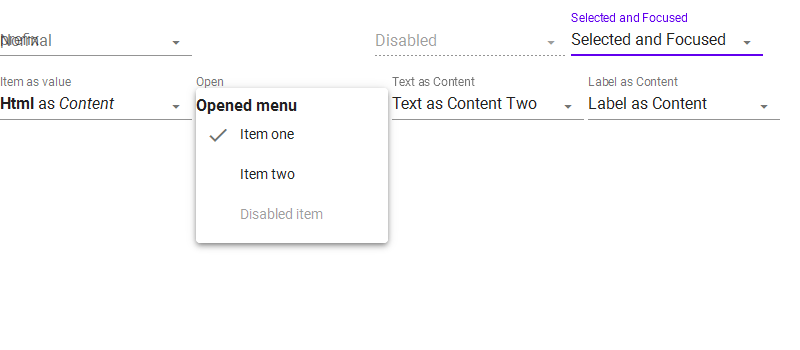 Selected and Focused
prefix
Normal
Disabled
Selected and Focused
Item as value
Open
Text as Content
Label as Content
Html as Content
Text as Content Two
Label as Content
Opened menu
Item one
Item two
Disabled item